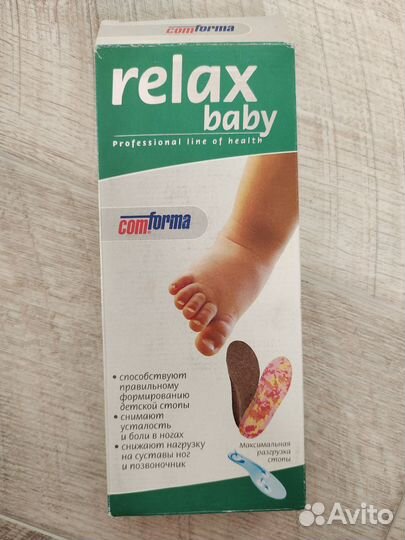 comforma
relax
baby
Professional line of health
comforma
• способствуют
правильному
формированию
детской стопы
• снимают
усталость
и боли в ногах
• снижают нагрузку
на суставы ног
и позвоночник
Максимальная
разгрузка
стопы
Avito